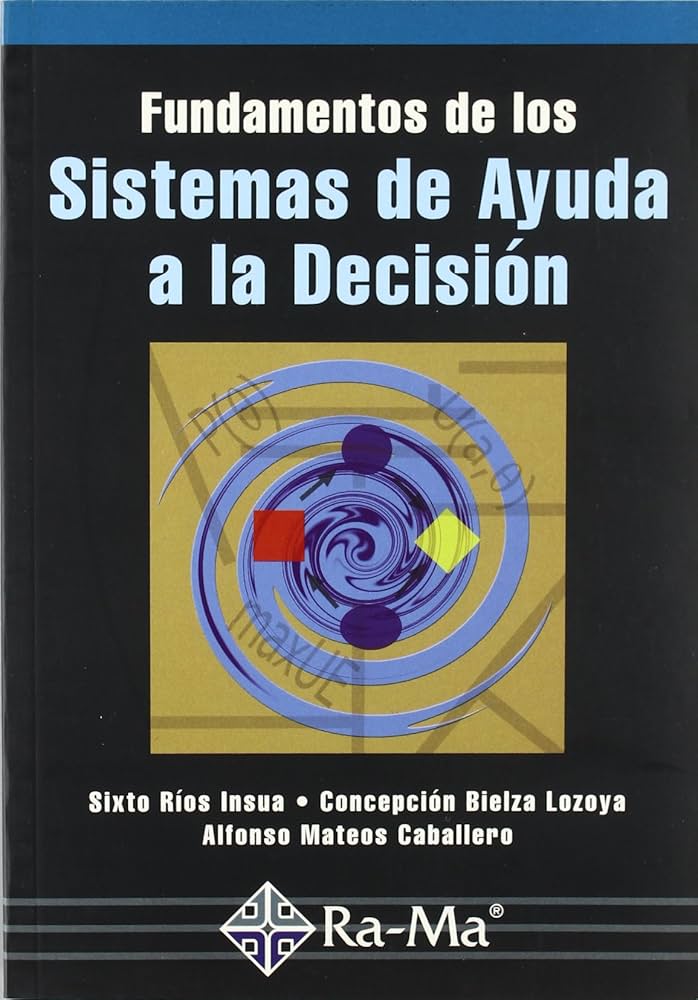 Fundamentos de los
Sistemas de Ayuda
a la Decisión
P(θ)
U(a,θ)
maxUE
Sixto Ríos Insua • Concepción Bielza Lozoya
Alfonso Mateos Caballero
Ra-Ma®